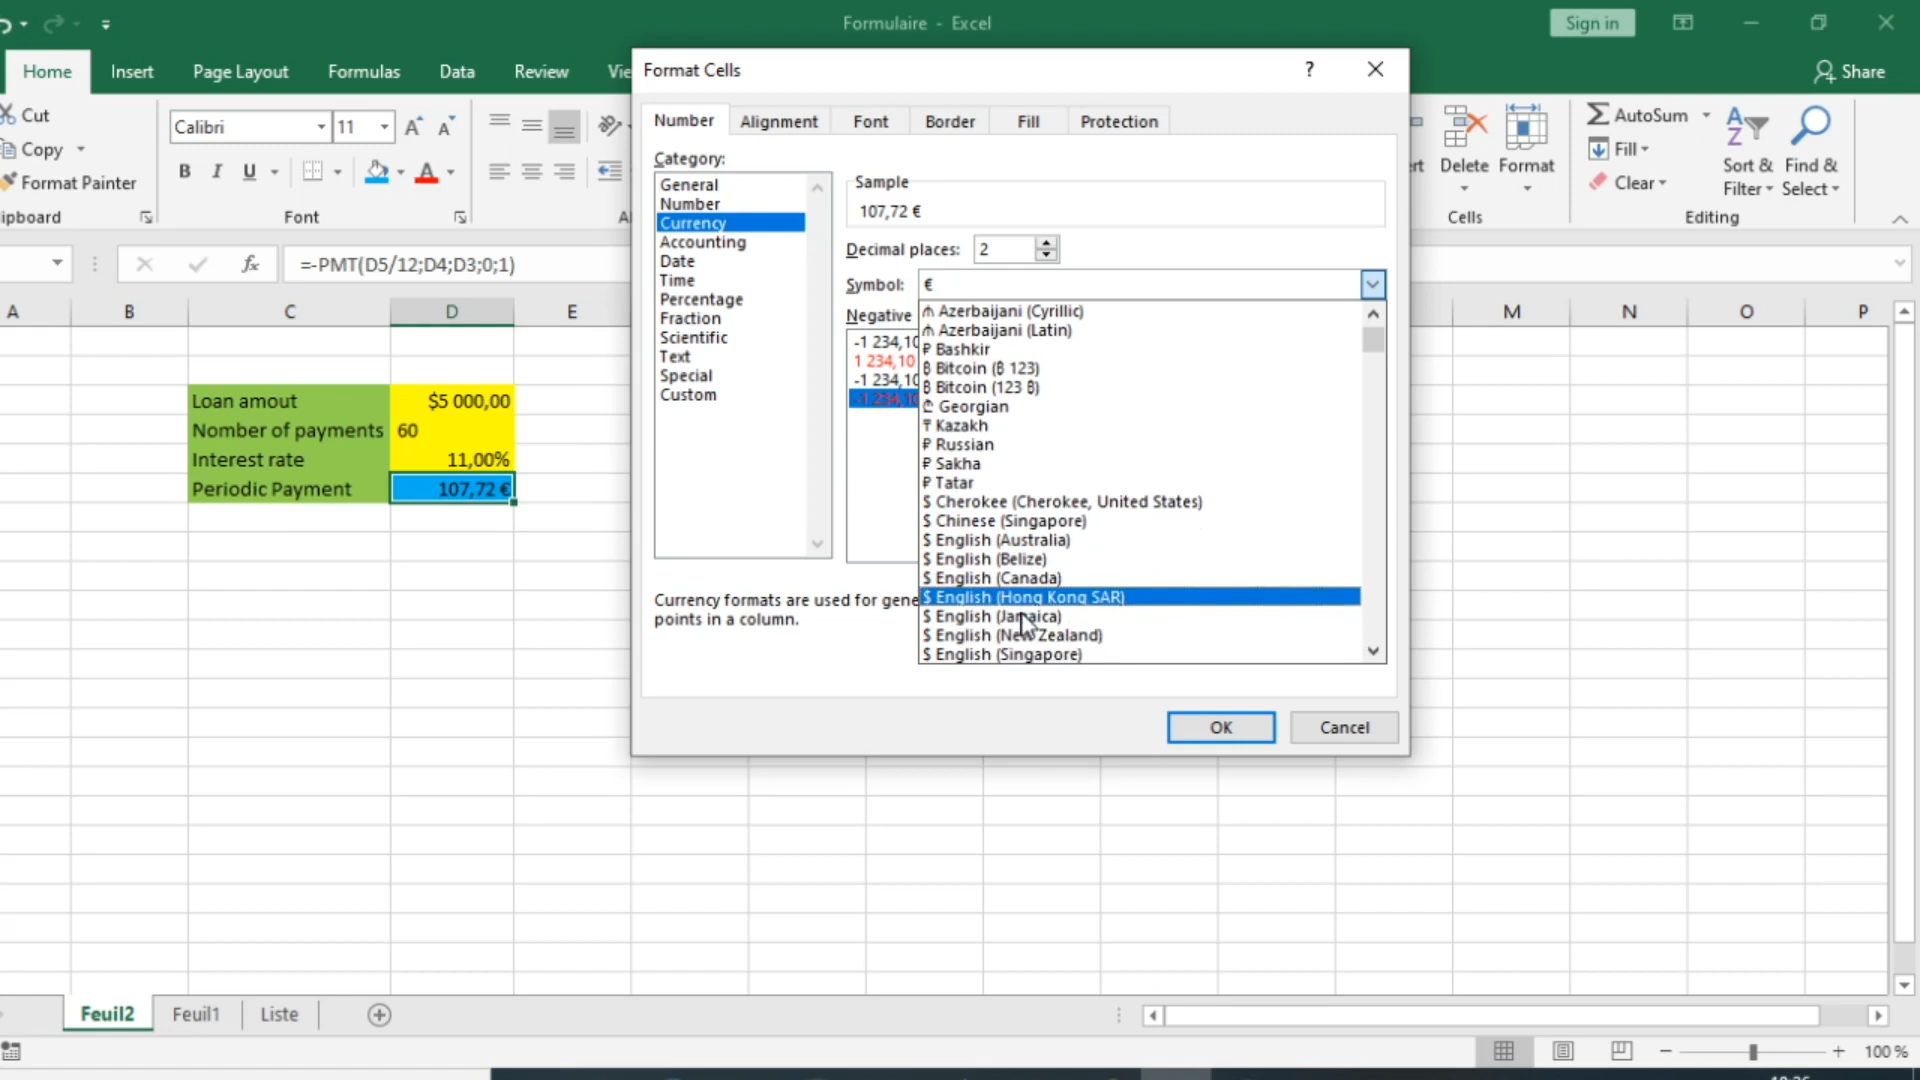 Formulaire - Excel
Sign in
Home Insert Page Layout Formulas Data Review Vie
Share
Cut
Copy
Format Painter
ipboard
Calibri 11
B I U
Font
Al
rt Delete Format
Cells
AutoSum
Fill
Clear
Sort & Filter
Find & Select
Editing
fx =-PMT(D5/12;D4;D3;0;1)
A B C D E M N O P
Loan amout $5 000,00
Nomber of payments 60
Interest rate 11,00%
Periodic Payment 107,72 €
Format Cells
? 
Number Alignment Font Border Fill Protection
Category:
General
Number
Currency
Accounting
Date
Time
Percentage
Fraction
Scientific
Text
Special
Custom
Sample
107,72 €
Decimal places: 2
Symbol: €
Negative
-1 234,10
1 234,10
-1 234,10
-1 234,10
₼ Azerbaijani (Cyrillic)
₼ Azerbaijani (Latin)
₽ Bashkir
₿ Bitcoin (₿ 123)
₿ Bitcoin (123 ₿)
₾ Georgian
₸ Kazakh
₽ Russian
₽ Sakha
₽ Tatar
$ Cherokee (Cherokee, United States)
$ Chinese (Singapore)
$ English (Australia)
$ English (Belize)
$ English (Canada)
$ English (Hong Kong SAR)
$ English (Jamaica)
$ English (New Zealand)
$ English (Singapore)
Currency formats are used for gene
points in a column.
OK Cancel
Feuil2 Feuil1 Liste
100 %